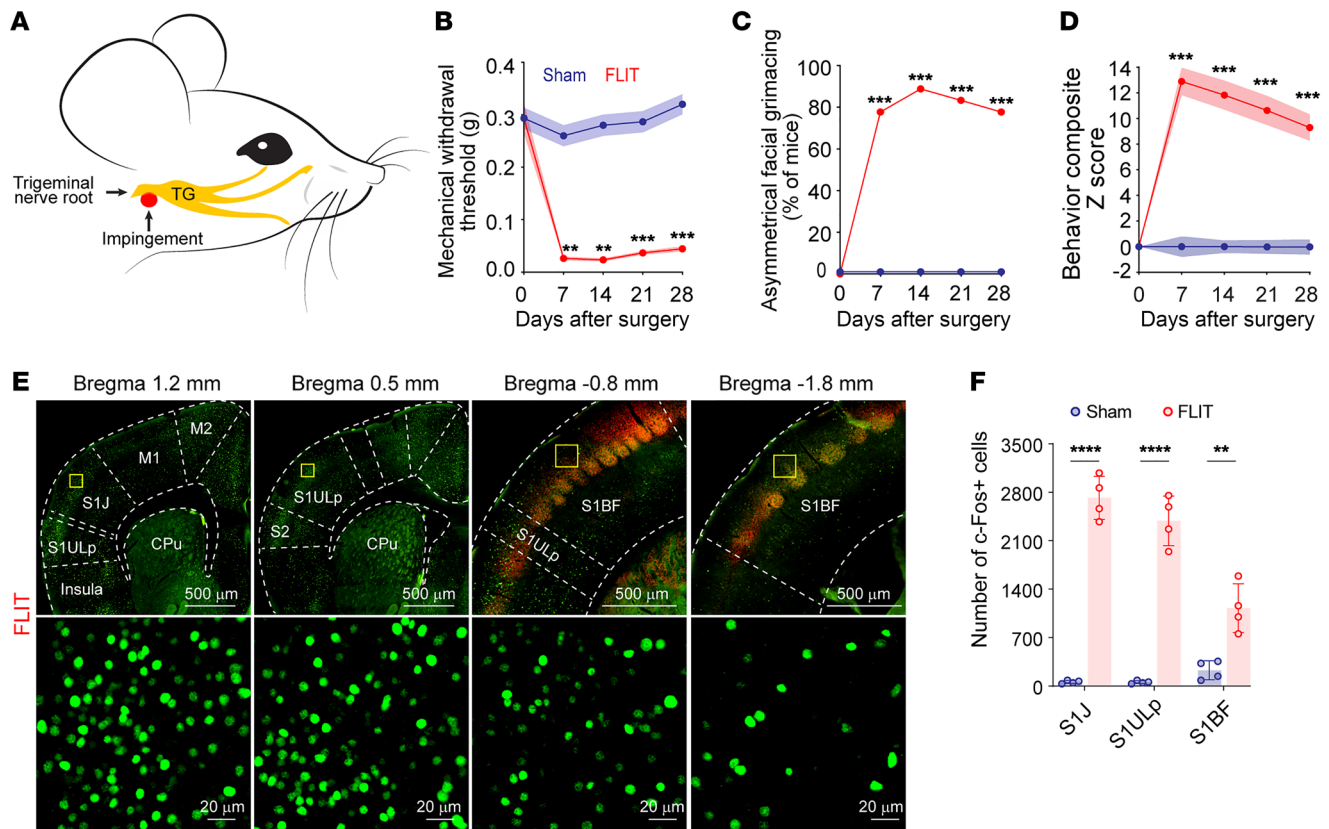 A
Trigeminal
nerve root
TG
Impingement
B
Mechanical withdrawal
threshold (g)
0.4
0.3
0.2
0.1
0.0
Sham FLIT
** ** *** ***
0 7 14 21 28
Days after surgery
C
Asymmetrical facial grimacing
(% of mice)
100
80
60
40
20
0
*** *** *** ***
0 7 14 21 28
Days after surgery
D
Behavior composite
Z score
14
12
10
8
6
4
2
0
-2
*** *** *** ***
0 7 14 21 28
Days after surgery
E
FLIT
Bregma 1.2 mm
M2
M1
S1J
S1ULp
CPu
Insula
500 μm
20 μm
Bregma 0.5 mm
S1ULp
S2
CPu
500 μm
20 μm
Bregma -0.8 mm
S1BF
S1ULp
500 μm
20 μm
Bregma -1.8 mm
S1BF
500 μm
20 μm
F
Sham FLIT
Number of c-Fos+ cells
3500
2800
2100
1400
700
0
**** **** **
S1J
S1ULp
S1BF